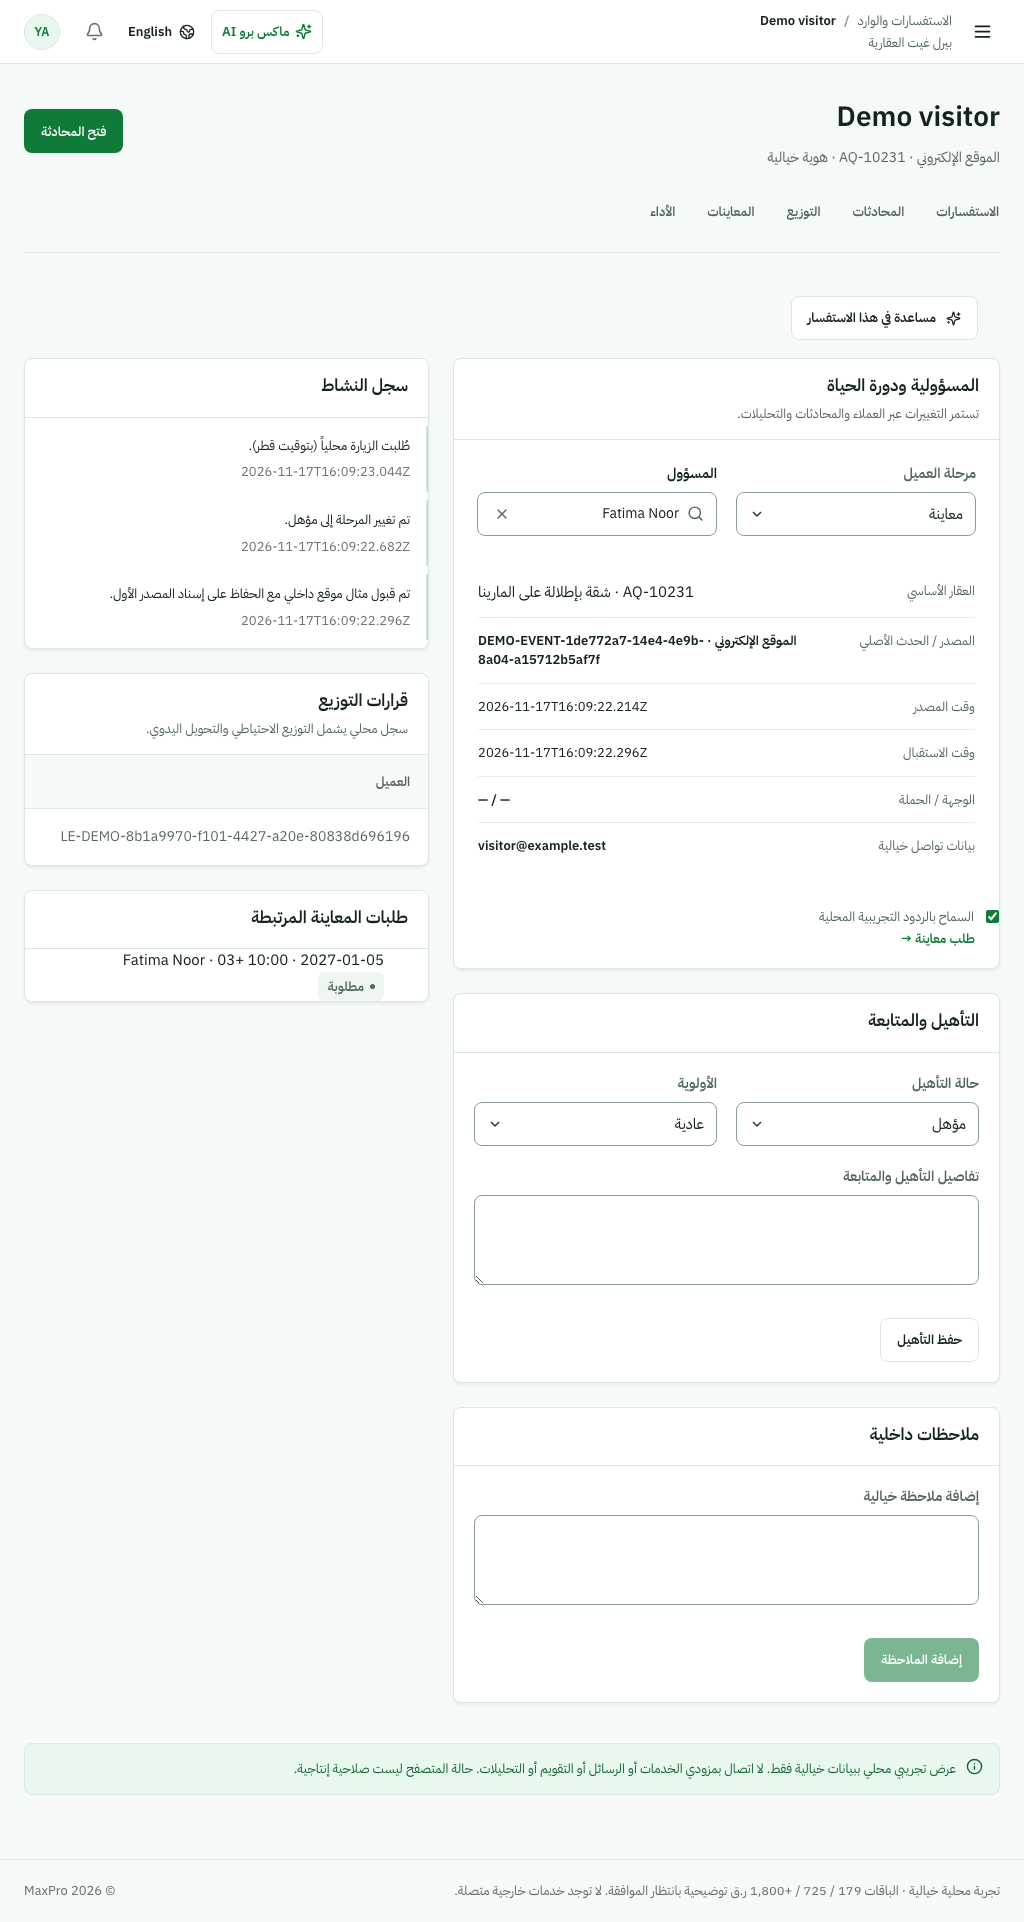 الاستفسارات والوارد / Demo visitor
بيرل غيت العقارية
ماكس برو AI
English
YA
Demo visitor
الموقع الإلكتروني · AQ-10231 · هوية خيالية
فتح المحادثة
الاستفسارات
المحادثات
التوزيع
المعاينات
الأداء
مساعدة في هذا الاستفسار
المسؤولية ودورة الحياة
تستمر التغييرات عبر العملاء والمحادثات والتحليلات.
مرحلة العميل
معاينة
المسؤول
Fatima Noor
العقار الأساسي
AQ-10231 · شقة بإطلالة على المارينا
المصدر / الحدث الأصلي
الموقع الإلكتروني · DEMO-EVENT-1de772a7-14e4-4e9b-
8a04-a15712b5af7f
وقت المصدر
2026-11-17T16:09:22.214Z
وقت الاستقبال
2026-11-17T16:09:22.296Z
الوجهة / الحملة
— / —
بيانات تواصل خيالية
visitor@example.test
السماح بالردود التجريبية المحلية
طلب معاينة →
التأهيل والمتابعة
حالة التأهيل
مؤهل
الأولوية
عادية
تفاصيل التأهيل والمتابعة
حفظ التأهيل
ملاحظات داخلية
إضافة ملاحظة خيالية
إضافة الملاحظة
سجل النشاط
طُلبت الزيارة محلياً (بتوقيت قطر).
2026-11-17T16:09:23.044Z
تم تغيير المرحلة إلى مؤهل.
2026-11-17T16:09:22.682Z
تم قبول مثال موقع داخلي مع الحفاظ على إسناد المصدر الأول.
2026-11-17T16:09:22.296Z
قرارات التوزيع
سجل محلي يشمل التوزيع الاحتياطي والتحويل اليدوي.
العميل
LE-DEMO-8b1a9970-f101-4427-a20e-80838d696196
طلبات المعاينة المرتبطة
2027-01-05 · 10:00 +03 · Fatima Noor
مطلوبة
عرض تجريبي محلي ببيانات خيالية فقط. لا اتصال بمزودي الخدمات أو الرسائل أو التقويم أو التحليلات. حالة المتصفح ليست صلاحية إنتاجية.
تجربة محلية خيالية · الباقات 179 / 725 / +1,800 ر.ق توضيحية بانتظار الموافقة. لا توجد خدمات خارجية متصلة.
© 2026 MaxPro